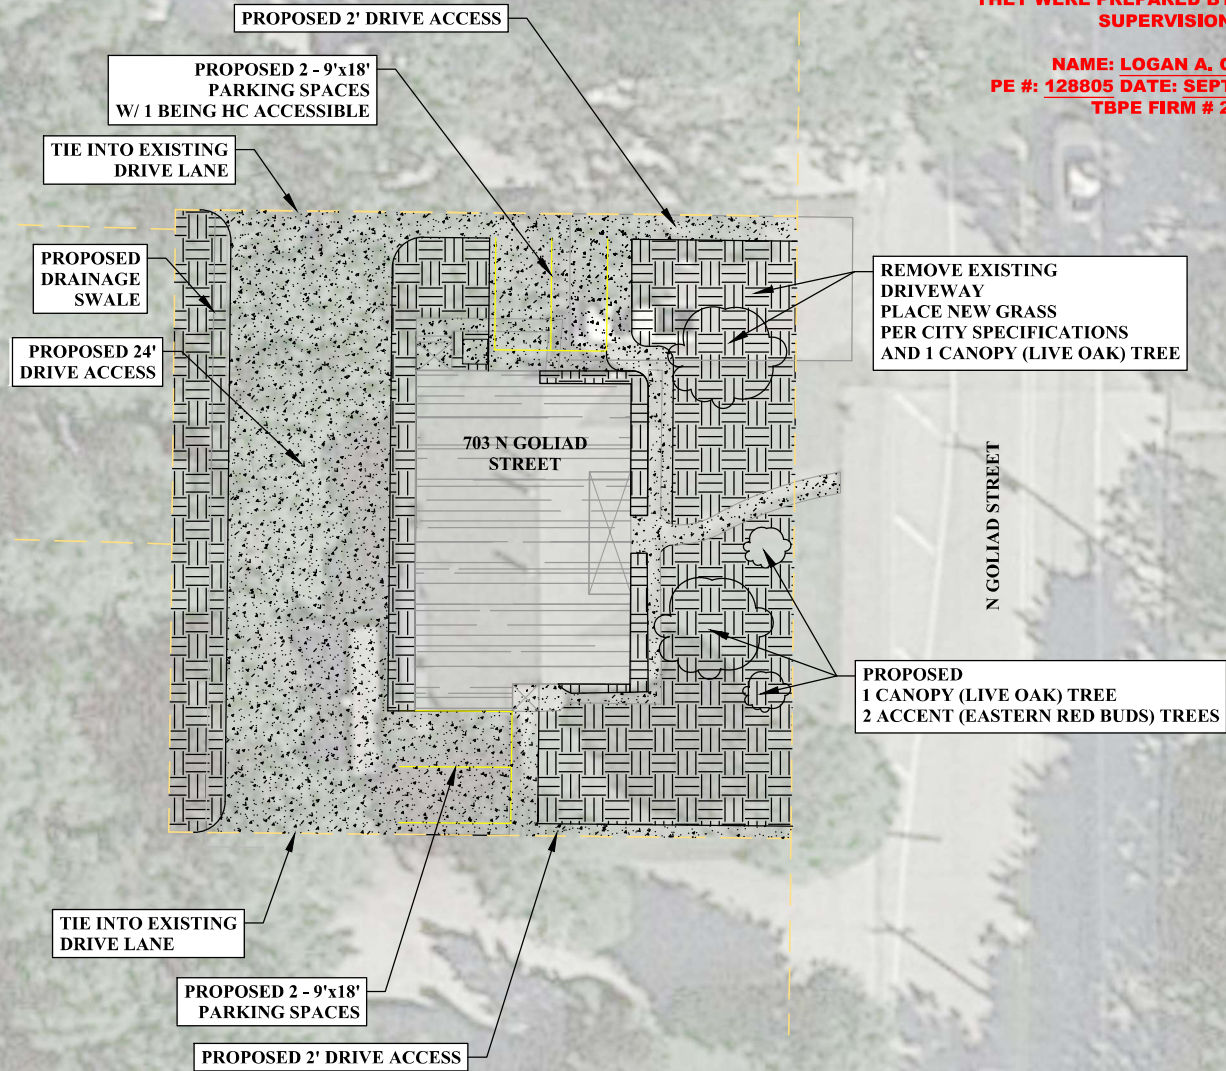 THEY WERE PREPARED BY
SUPERVISION
NAME: LOGAN A.
PE #: 128805 DATE: SEPT
TBPE FIRM # 2
PROPOSED 2' DRIVE ACCESS
PROPOSED 2 - 9'x18'
PARKING SPACES
W/ 1 BEING HC ACCESSIBLE
TIE INTO EXISTING
DRIVE LANE
PROPOSED
DRAINAGE
SWALE
PROPOSED 24'
DRIVE ACCESS
REMOVE EXISTING
DRIVEWAY
PLACE NEW GRASS
PER CITY SPECIFICATIONS
AND 1 CANOPY (LIVE OAK) TREE
703 N GOLIAD
STREET
N GOLIAD STREET
PROPOSED
1 CANOPY (LIVE OAK) TREE
2 ACCENT (EASTERN RED BUDS) TREES
TIE INTO EXISTING
DRIVE LANE
PROPOSED 2 - 9'x18'
PARKING SPACES
PROPOSED 2' DRIVE ACCESS